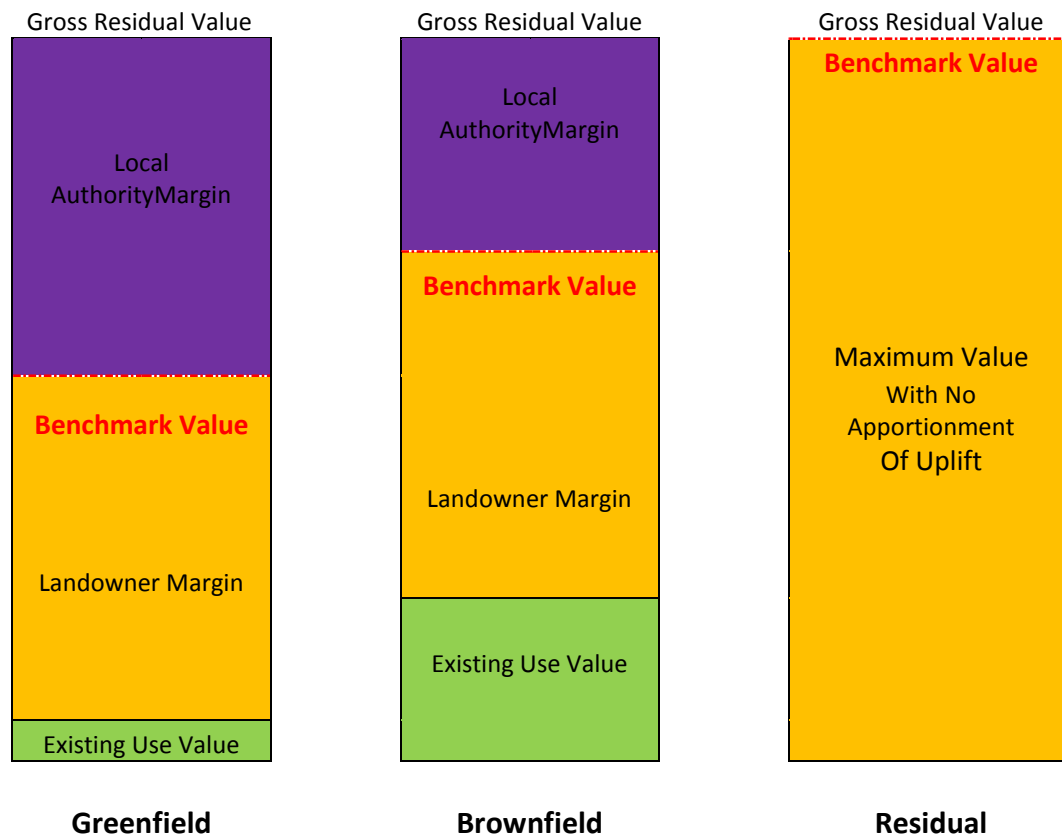 Gross Residual Value
Local
AuthorityMargin
Benchmark Value
Landowner Margin
Existing Use Value
Greenfield
Gross Residual Value
Local
AuthorityMargin
Benchmark Value
Landowner Margin
Existing Use Value
Brownfield
Gross Residual Value
Benchmark Value
Maximum Value
With No
Apportionment
Of Uplift
Residual